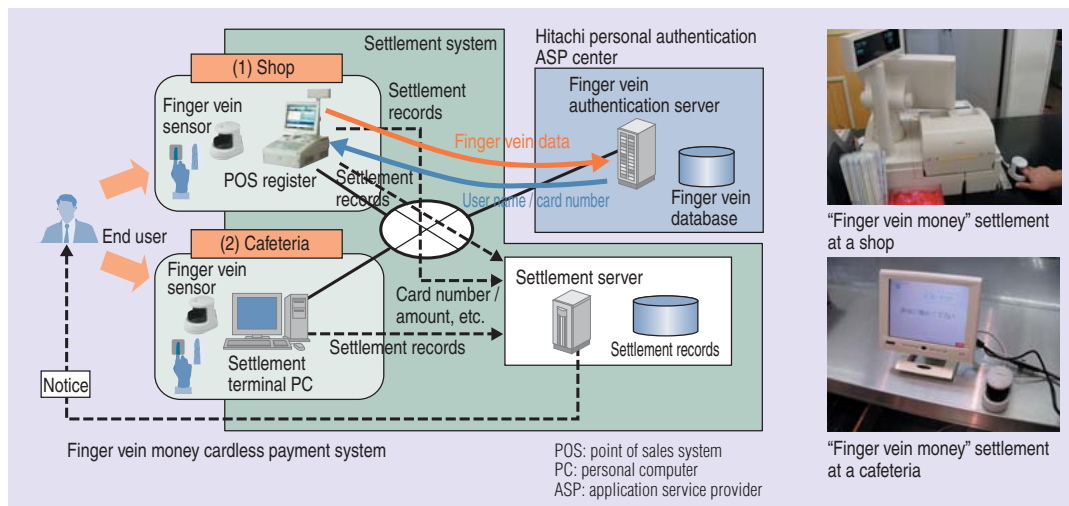 Settlement system
(1) Shop
Finger vein
sensor
POS register
Settlement
records
Settlement
records
Finger vein data
User name / card number
Hitachi personal authentication
ASP center
Finger vein
authentication server
Finger vein
database
End user
(2) Cafeteria
Finger vein
sensor
Settlement
terminal PC
Card number /
amount, etc.
Settlement records
Settlement server
Settlement records
Notice
Finger vein money cardless payment system
POS: point of sales system
PC: personal computer
ASP: application service provider
“Finger vein money” settlement
at a shop
“Finger vein money” settlement
at a cafeteria